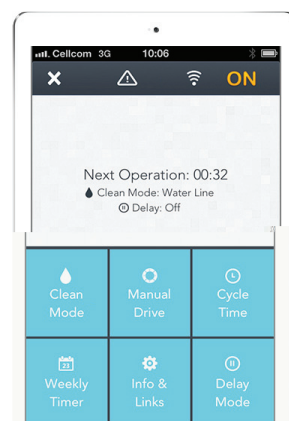 Cellcom 3G 10:06
ON
Next Operation: 00:32
Clean Mode: Water Line
Delay: Off
Clean Manual Cycle
Mode Drive Time
23
Weekly Info & Delay
Timer Links Mode